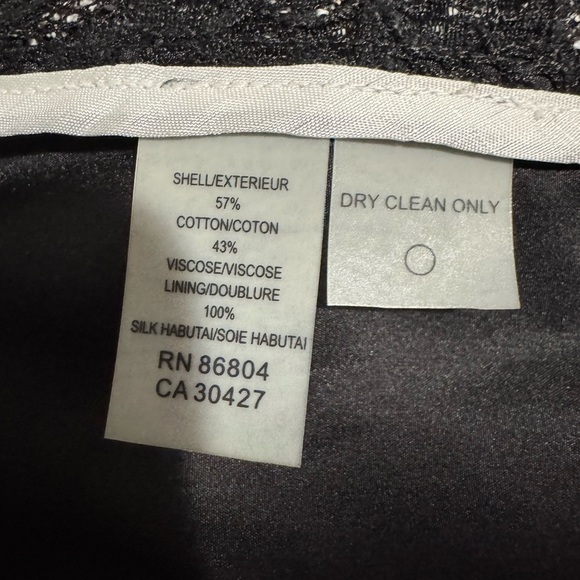 SHELL/EXTERIEUR
57%
COTTON/COTON
43%
VISCOSE/VISCOSE
LINING/DOUBLURE
100%
SILK HABUTAI/SOIE HABUTAI
RN 86804
CA 30427
DRY CLEAN ONLY